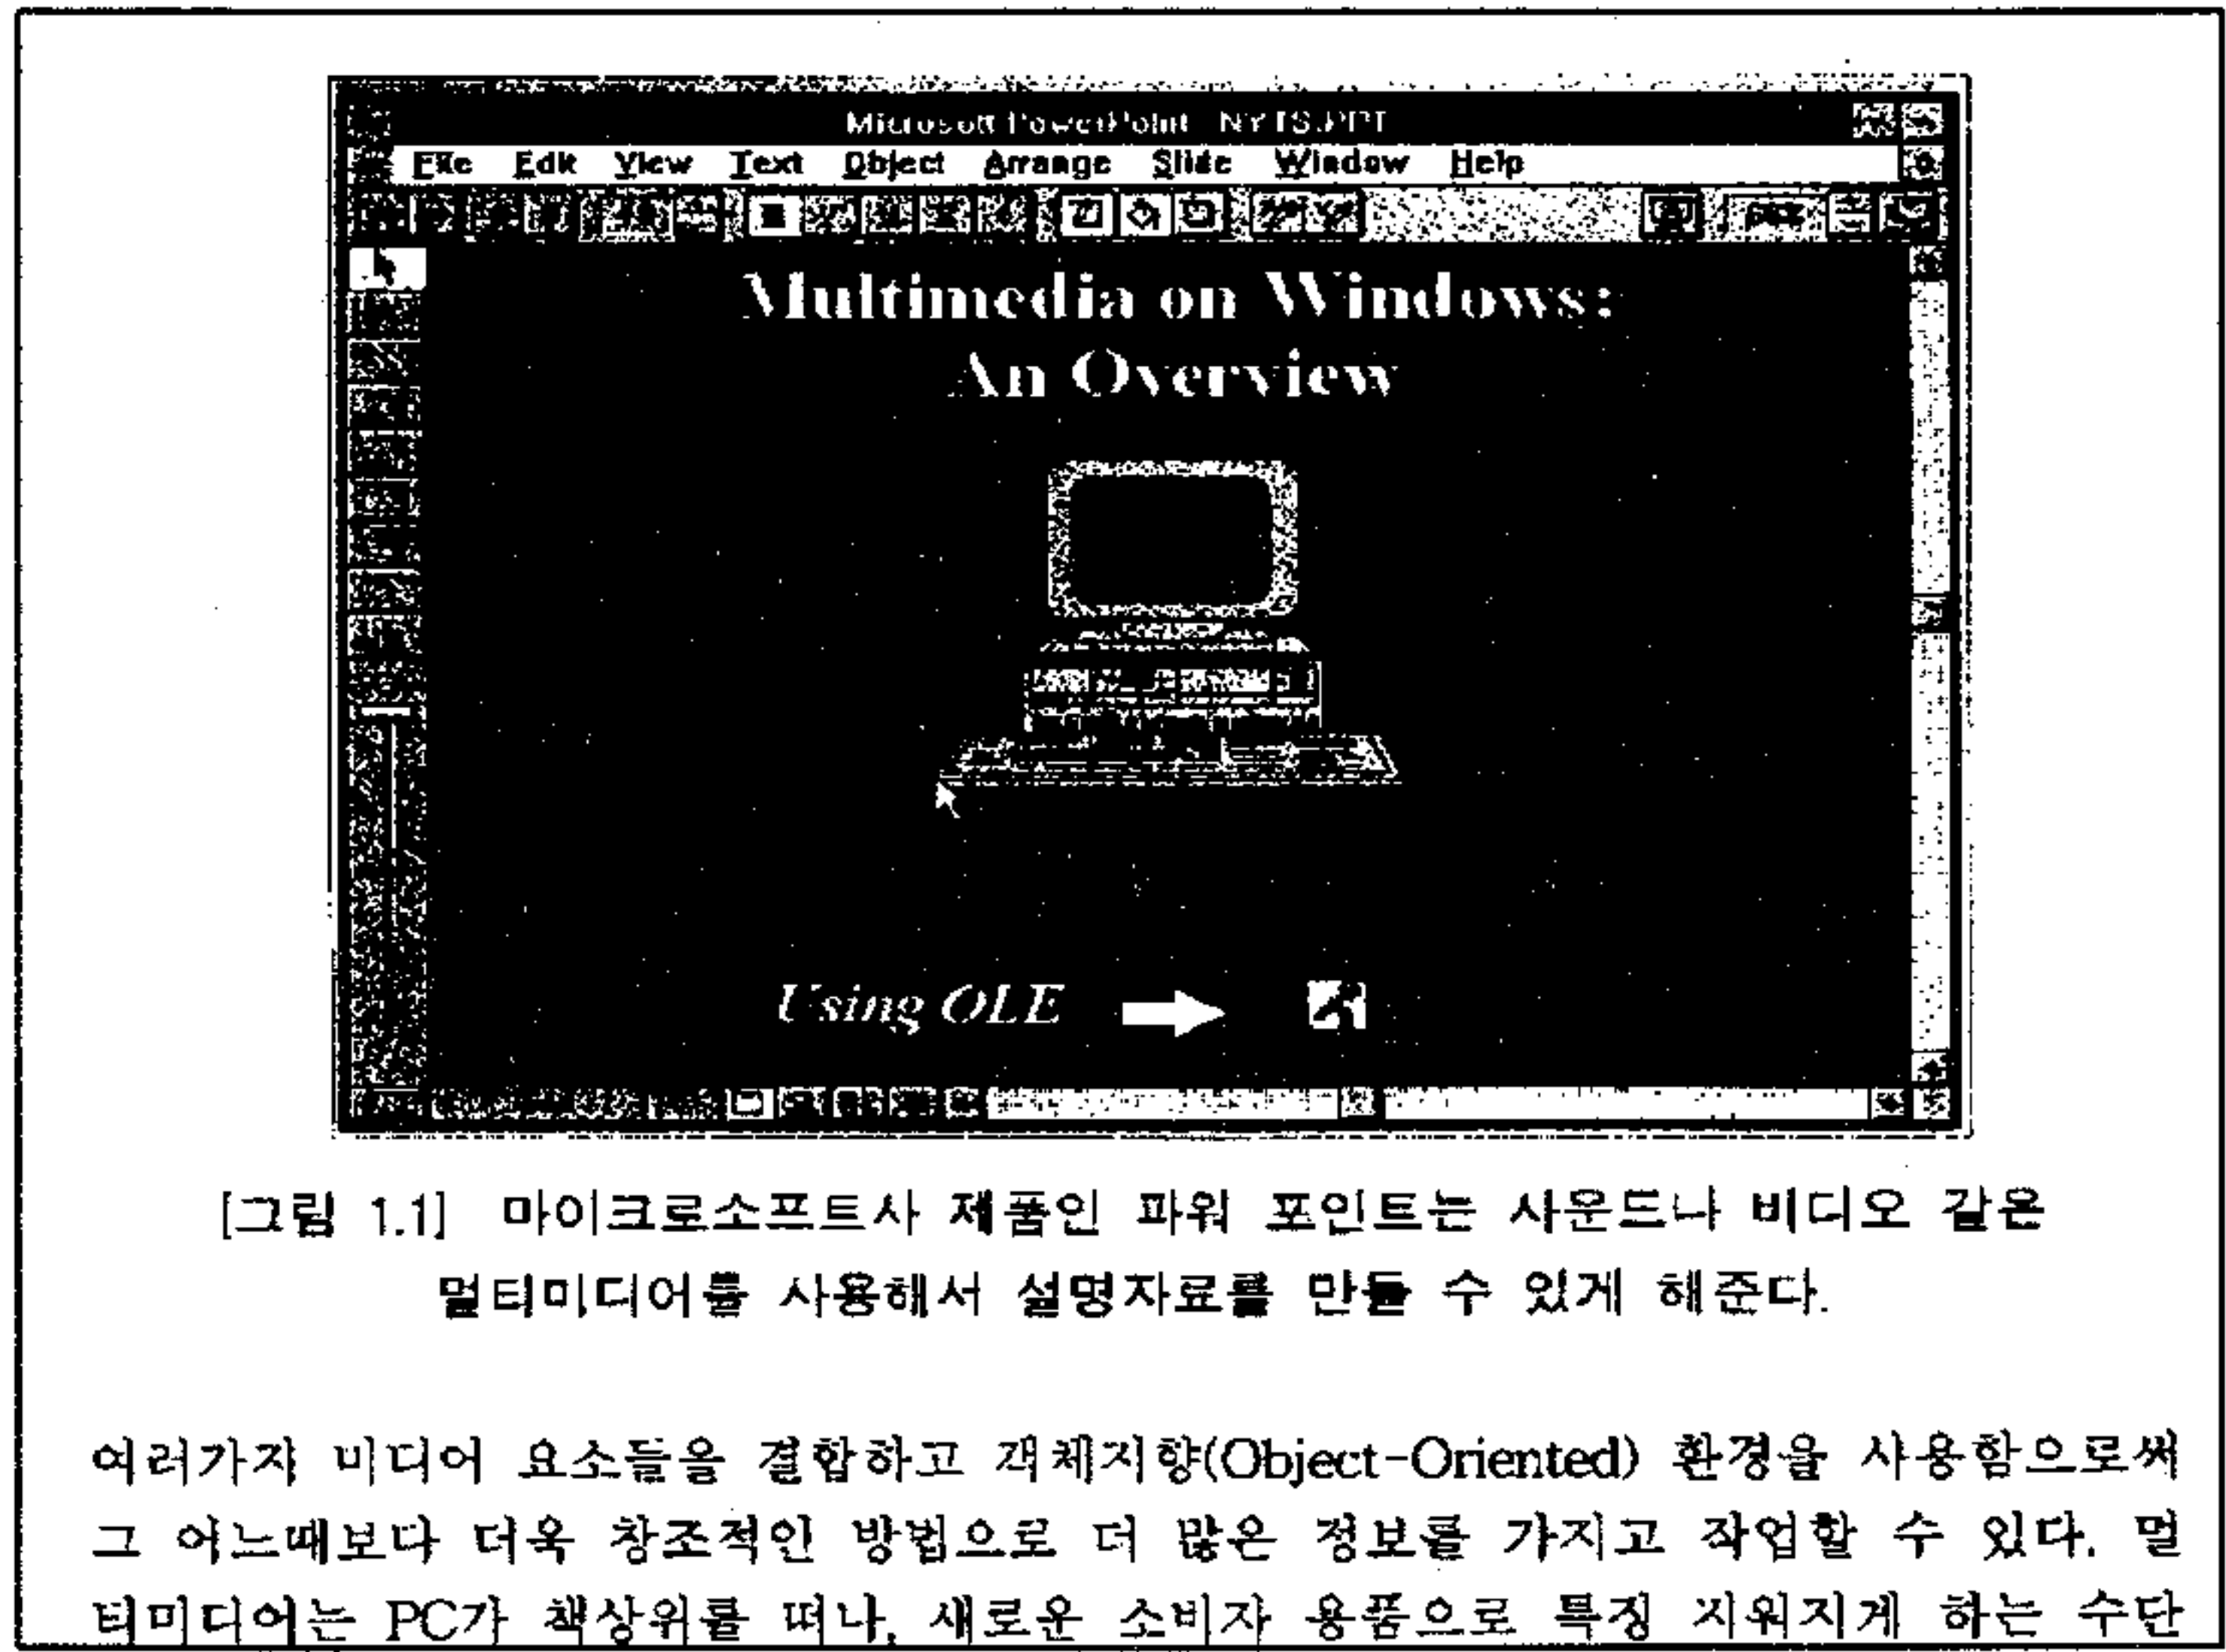 Microsoft PowerPoint - NYTS.PPT
File Edit View Text Object Arrange Slide Window Help
Multimedia on Windows:
An Overview
Using OLE
[그림 1.1] 마이크로소프트사 제품인 파워 포인트는 사운드나 비디오 같은
멀티미디어를 사용해서 설명자료를 만들 수 있게 해준다.
여러가지 미디어 요소들을 결합하고 객체지향(Object-Oriented) 환경을 사용함으로써
그 어느때보다 더욱 창조적인 방법으로 더 많은 정보를 가지고 작업할 수 있다. 멀
티미디어는 PC가 책상위를 떠나, 새로운 소비자 용품으로 특징 지워지게 하는 수단